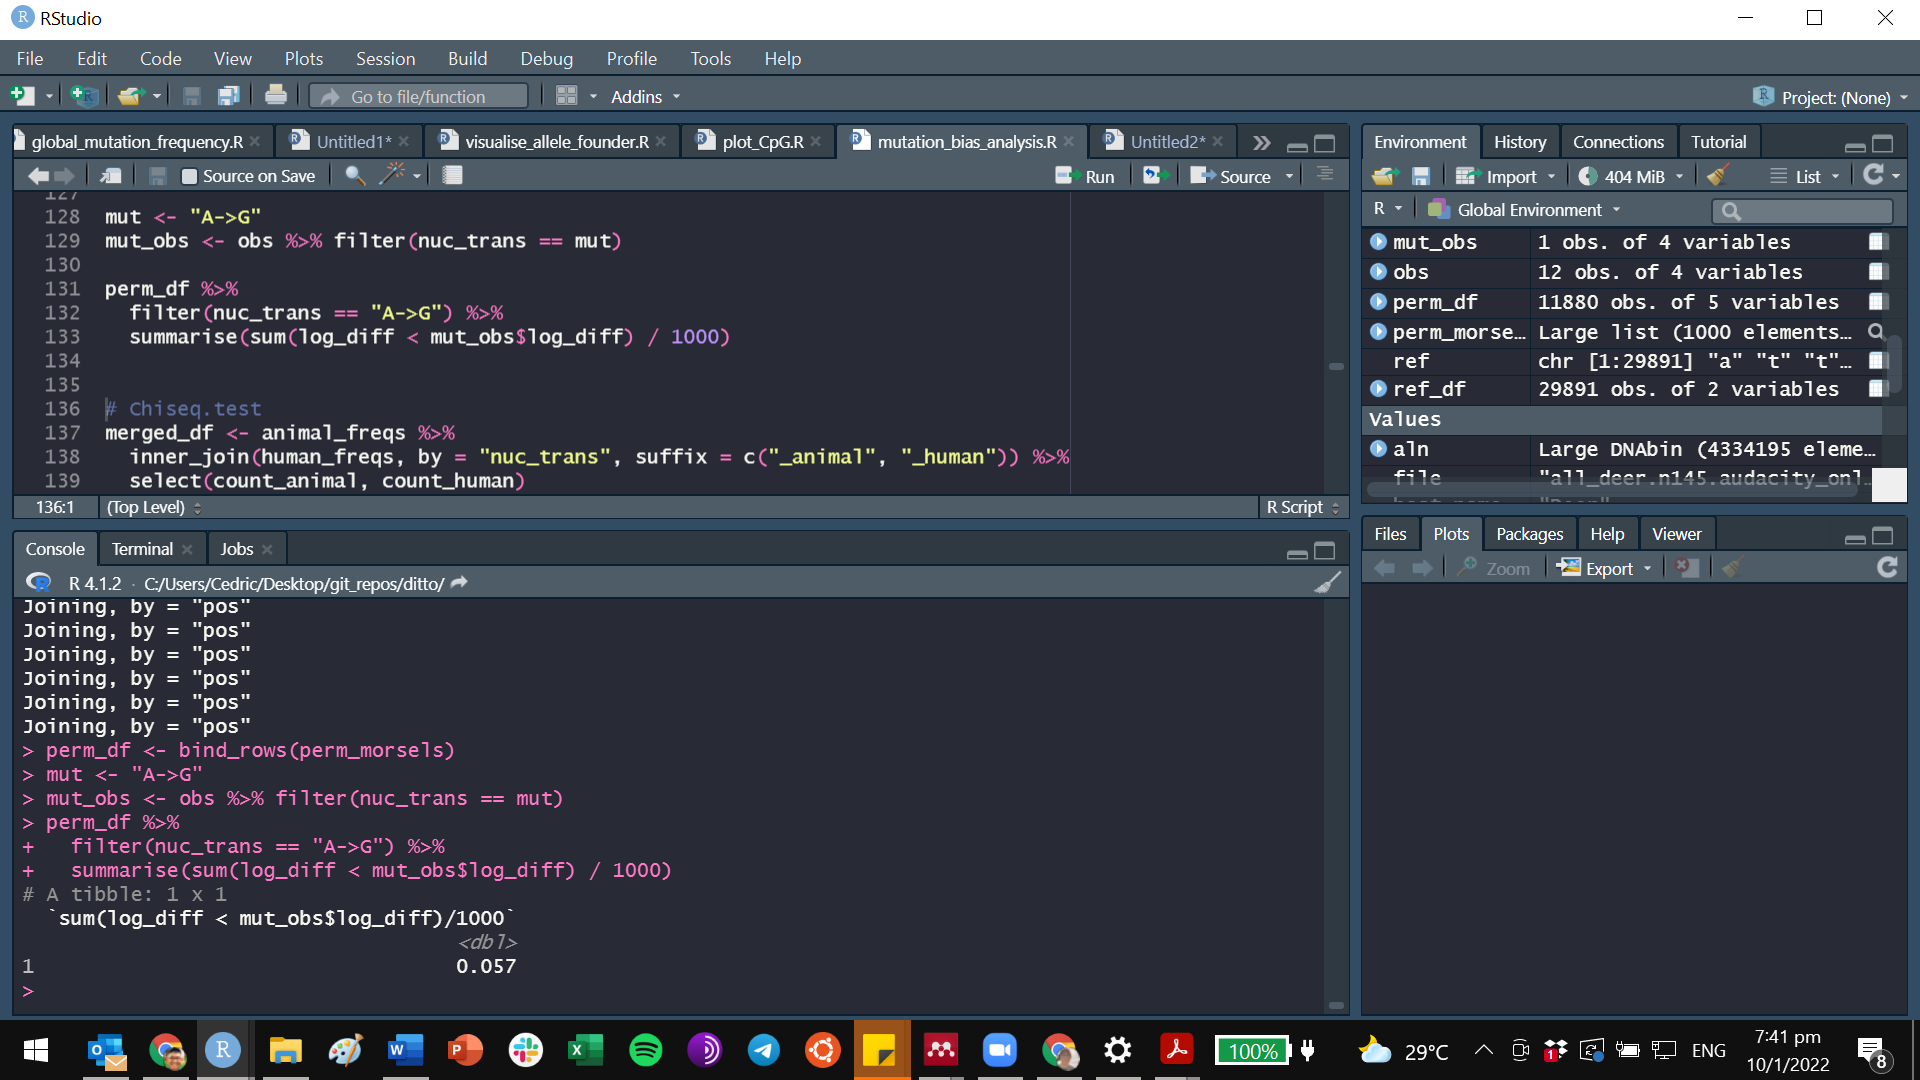 RStudio
File Edit Code View Plots Session Build Debug Profile Tools Help
Go to file/function Addins Project: (None)
global_mutation_frequency.R Untitled1* visualise_allele_founder.R plot_CpG.R mutation_bias_analysis.R Untitled2*
Source on Save Run Source
127
128 mut <- "A->G"
129 mut_obs <- obs %>% filter(nuc_trans == mut)
130
131 perm_df %>%
132 filter(nuc_trans == "A->G") %>%
133 summarise(sum(log_diff < mut_obs$log_diff) / 1000)
134
135
136 # Chiseq.test
137 merged_df <- animal_freqs %>%
138 inner_join(human_freqs, by = "nuc_trans", suffix = c("_animal", "_human")) %>%
139 select(count_animal, count_human)
136:1 (Top Level) R Script
Console Terminal Jobs
R 4.1.2 · C:/Users/Cedric/Desktop/git_repos/ditto/
Joining, by = "pos"
Joining, by = "pos"
Joining, by = "pos"
Joining, by = "pos"
Joining, by = "pos"
Joining, by = "pos"
> perm_df <- bind_rows(perm_morsels)
> mut <- "A->G"
> mut_obs <- obs %>% filter(nuc_trans == mut)
> perm_df %>%
+ filter(nuc_trans == "A->G") %>%
+ summarise(sum(log_diff < mut_obs$log_diff) / 1000)
# A tibble: 1 x 1
`sum(log_diff < mut_obs$log_diff)/1000`
<dbl>
1 0.057
>
Environment History Connections Tutorial
Import 404 MiB List
R Global Environment
mut_obs 1 obs. of 4 variables
obs 12 obs. of 4 variables
perm_df 11880 obs. of 5 variables
perm_morse… Large list (1000 elements…
ref chr [1:29891] "a" "t" "t"…
ref_df 29891 obs. of 2 variables
Values
aln Large DNAbin (4334195 eleme…
file "all_deer.n145.audacity_onl…
Files Plots Packages Help Viewer
Zoom Export
100% 29°C ENG 7:41 pm
10/1/2022
8